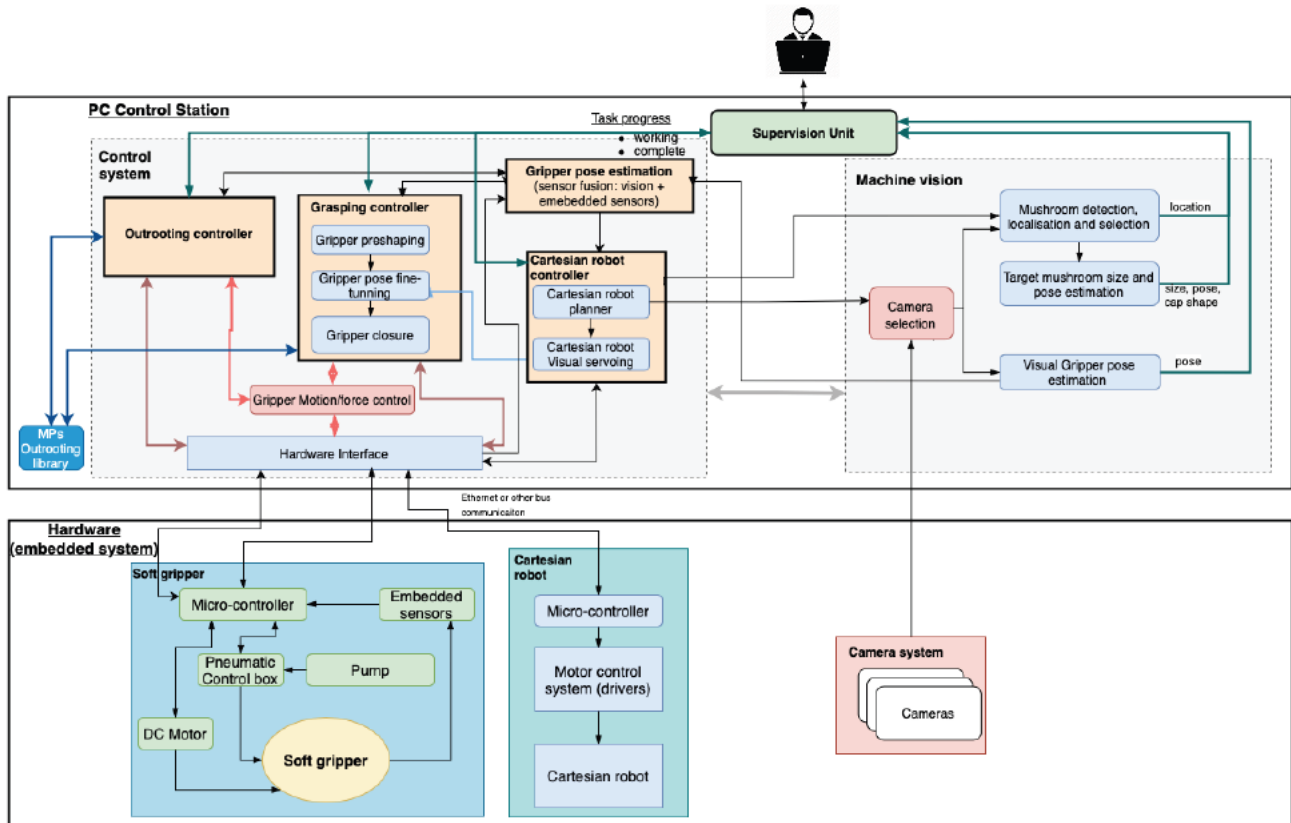 PC Control Station
Task progress
working
complete
Supervision Unit
Control
system
Gripper pose estimation
(sensor fusion: vision +
emebedded sensors)
Machine vision
Outrooting controller
Grasping controller
Gripper preshaping
Gripper pose fine-
tunning
Gripper closure
Cartesian robot
controller
Cartesian robot
planner
Cartesian robot
Visual servoing
Mushroom detection,
localisation and selection
location
Target mushroom size and
pose estimation
size, pose,
cap shape
Camera
selection
Visual Gripper pose
estimation
pose
Gripper Motion/force control
MPs
Outrooting
library
Hardware Interface
Ethernet or other bus
communicaiton
Hardware
(embedded system)
Soft gripper
Micro-controller
Embedded
sensors
Pneumatic
Control box
Pump
DC Motor
Soft gripper
Cartesian
robot
Micro-controller
Motor control
system (drivers)
Cartesian robot
Camera system
Cameras